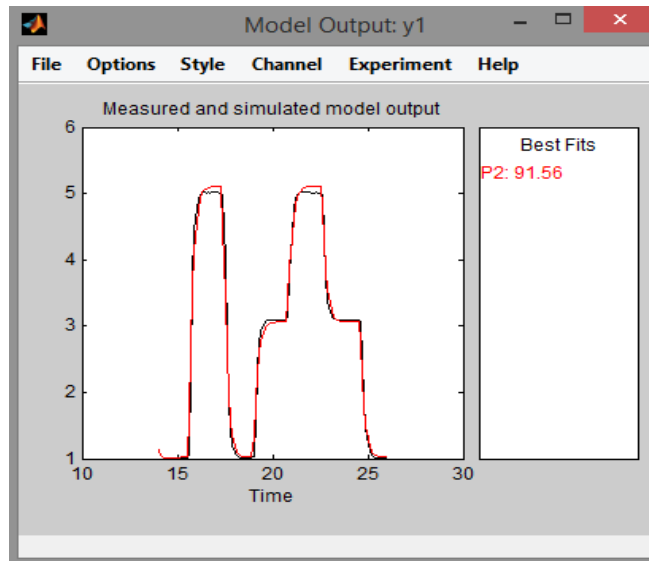 Model Output: y1
File Options Style Channel Experiment Help
Measured and simulated model output
Best Fits
P2: 91.56
6
5
4
3
2
1
10 15 20 25 30
Time